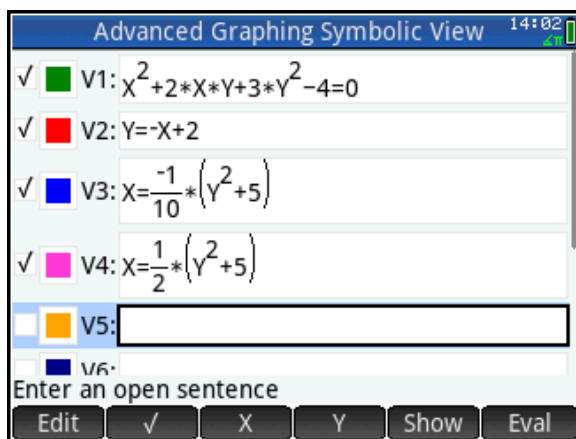 Advanced Graphing Symbolic View 14:02
∡π
√ V1: X²+2*X*Y+3*Y²-4=0
√ V2: Y=-X+2
√ V3: X=-1/10*(Y²+5)
√ V4: X=1/2*(Y²+5)
V5:
V6:
Enter an open sentence
Edit √ X Y Show Eval